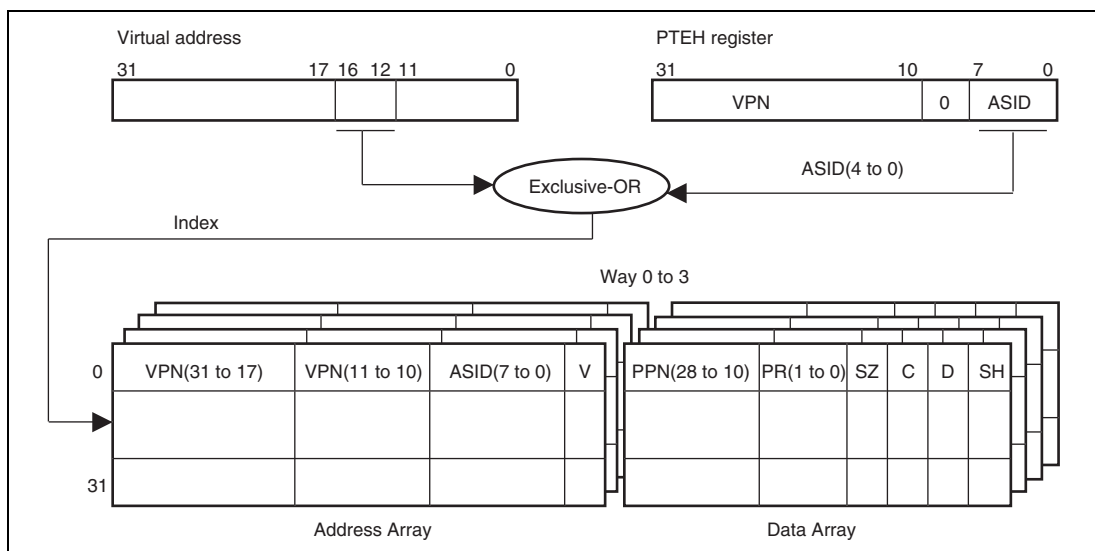 Virtual address
PTEH register
31 17 16 12 11 0
31 10 7 0
VPN 0 ASID
ASID(4 to 0)
Exclusive-OR
Index
Way 0 to 3
0 VPN(31 to 17) VPN(11 to 10) ASID(7 to 0) V PPN(28 to 10) PR(1 to 0) SZ C D SH
31
Address Array
Data Array